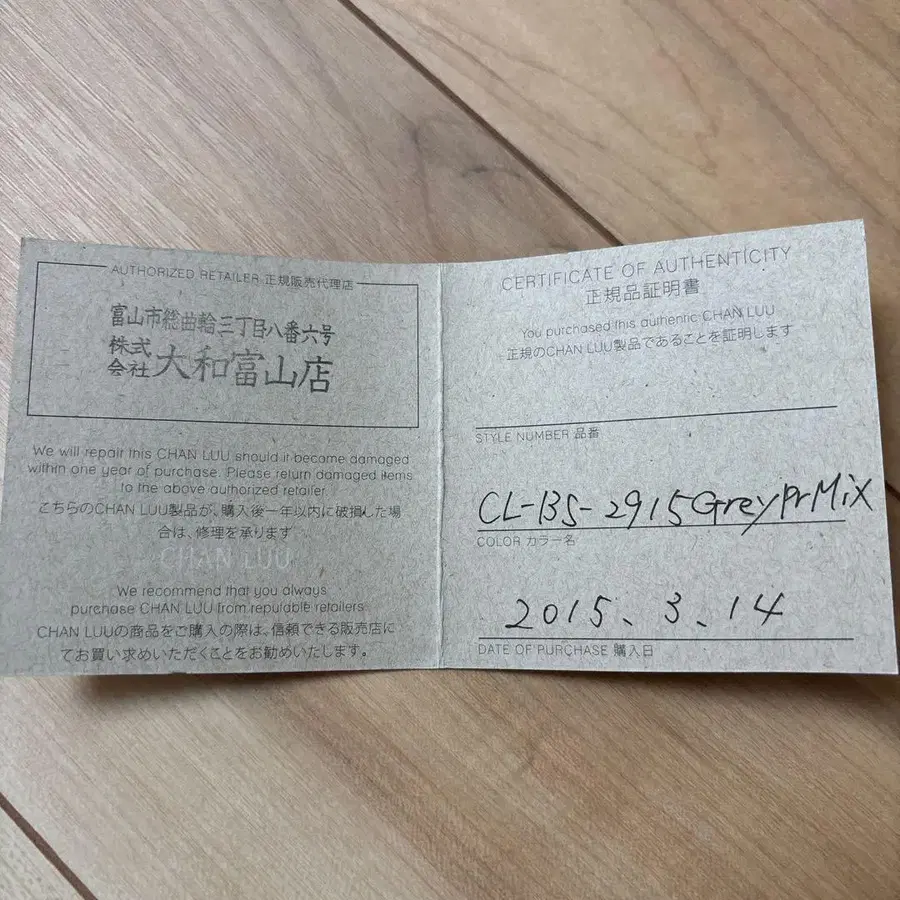 AUTHORIZED RETAILER 正規販売代理店
富山市総曲輪三丁目八番六号
株式会社 大和富山店
We will repair this CHAN LUU should it become damaged
within one year of purchase. Please return damaged items
to the above authorized retailer.
こちらのCHAN LUU製品が、購入後一年以内に破損した場
合は、修理を承ります
CHAN LUU
We recommend that you always
purchase CHAN LUU from reputable retailers
CHAN LUUの商品をご購入の際は、信頼できる販売店に
てお買い求めいただくことをお勧めいたします。
CERTIFICATE OF AUTHENTICITY
正規品証明書
You purchased this authentic CHAN LUU
正規のCHAN LUU製品であることを証明します
STYLE NUMBER 品番
CL-BS-2915GreyPrMix
COLOR カラー名
2015、3、14
DATE OF PURCHASE 購入日